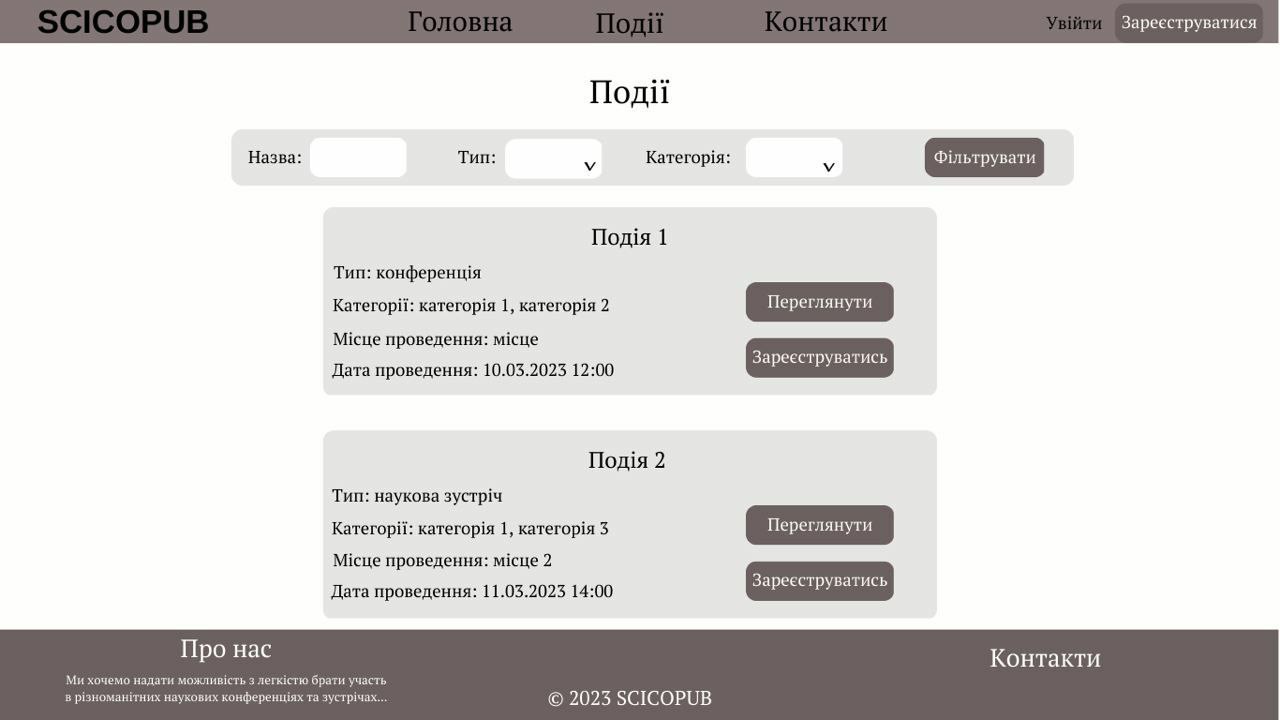 SCICOPUB Головна Події Контакти Увійти Зареєструватися
Події
Назва: Тип: Категорія: Фільтрувати
Подія 1
Тип: конференція
Категорії: категорія 1, категорія 2
Переглянути
Місце проведення: місце
Зареєструватись
Дата проведення: 10.03.2023 12:00
Подія 2
Тип: наукова зустріч
Категорії: категорія 1, категорія 3
Переглянути
Місце проведення: місце 2
Зареєструватись
Дата проведення: 11.03.2023 14:00
Про нас
Ми хочемо надати можливість з легкістю брати участь
в різноманітних наукових конференціях та зустрічах...
© 2023 SCICOPUB
Контакти